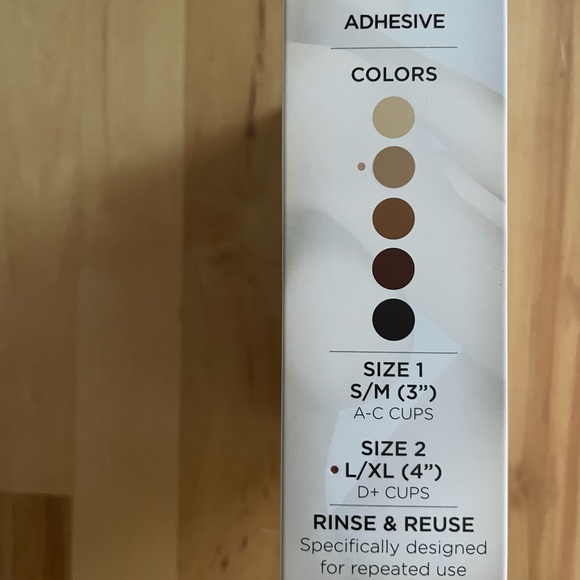 ADHESIVE
COLORS
SIZE 1
S/M (3”)
A-C CUPS
SIZE 2
L/XL (4”)
D+ CUPS
RINSE & REUSE
Specifically designed
for repeated use